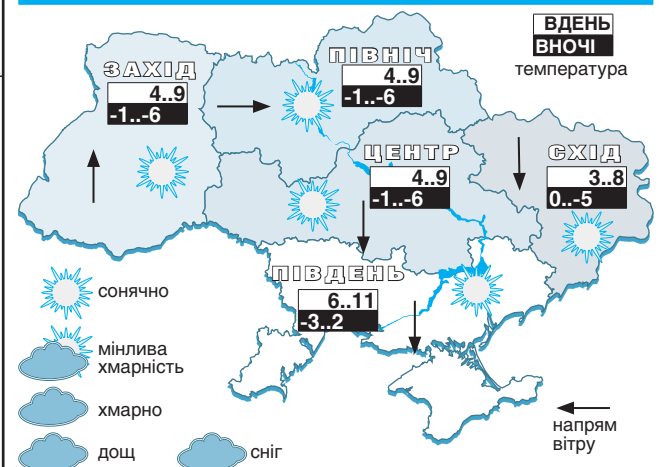 ВДЕНЬ
ВНОЧІ
температура
ЗАХІД
4..9
-1..-6
ПІВНІЧ
4..9
-1..-6
ЦЕНТР
4..9
-1..-6
СХІД
3..8
0..-5
ПІВДЕНЬ
6..11
-3..2
сонячно
мінлива
хмарність
хмарно
дощ
сніг
напрям
вітру